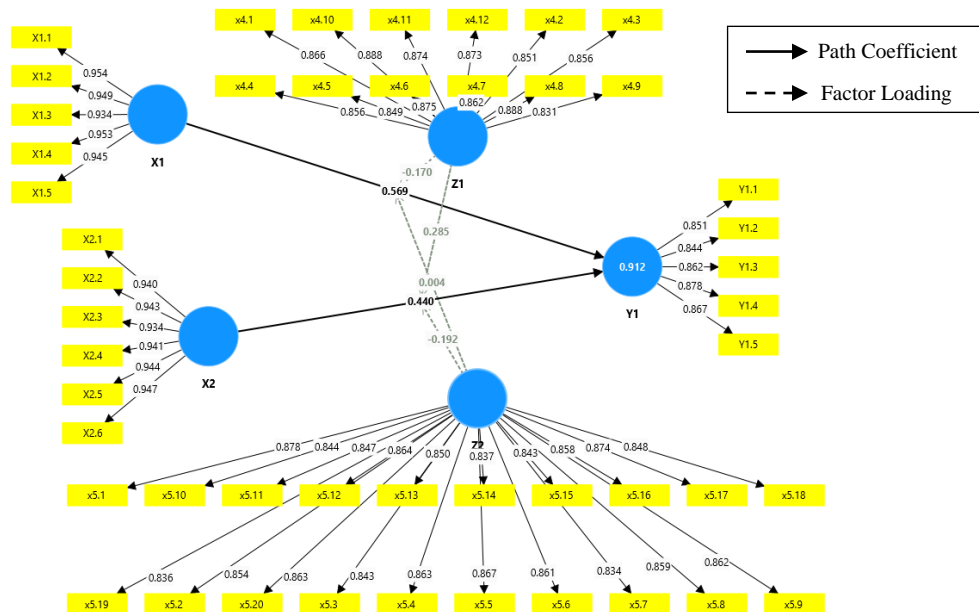 x4.1 x4.10 x4.11 x4.12 x4.2 x4.3
0.866 0.888 0.874 0.873 0.851 0.856
x4.4 x4.5 x4.6 x4.7 x4.8 x4.9
0.856 0.849 0.875 0.862 0.888 0.831
Z1
Path Coefficient
Factor Loading
X1.1
X1.2
X1.3
X1.4
X1.5
0.954
0.949
0.934
0.953
0.945
X1
-0.170
0.569
0.285
0.004
0.440
-0.192
X2.1
X2.2
X2.3
X2.4
X2.5
X2.6
0.940
0.943
0.934
0.941
0.944
0.947
X2
0.912
Y1
0.851
0.844
0.862
0.878
0.867
Y1.1
Y1.2
Y1.3
Y1.4
Y1.5
Z2
0.878 0.844 0.847 0.864 0.850 0.837 0.843 0.858 0.874 0.848
x5.1 x5.10 x5.11 x5.12 x5.13 x5.14 x5.15 x5.16 x5.17 x5.18
0.836 0.854 0.863 0.843 0.863 0.867 0.861 0.834 0.859 0.862
x5.19 x5.2 x5.20 x5.3 x5.4 x5.5 x5.6 x5.7 x5.8 x5.9